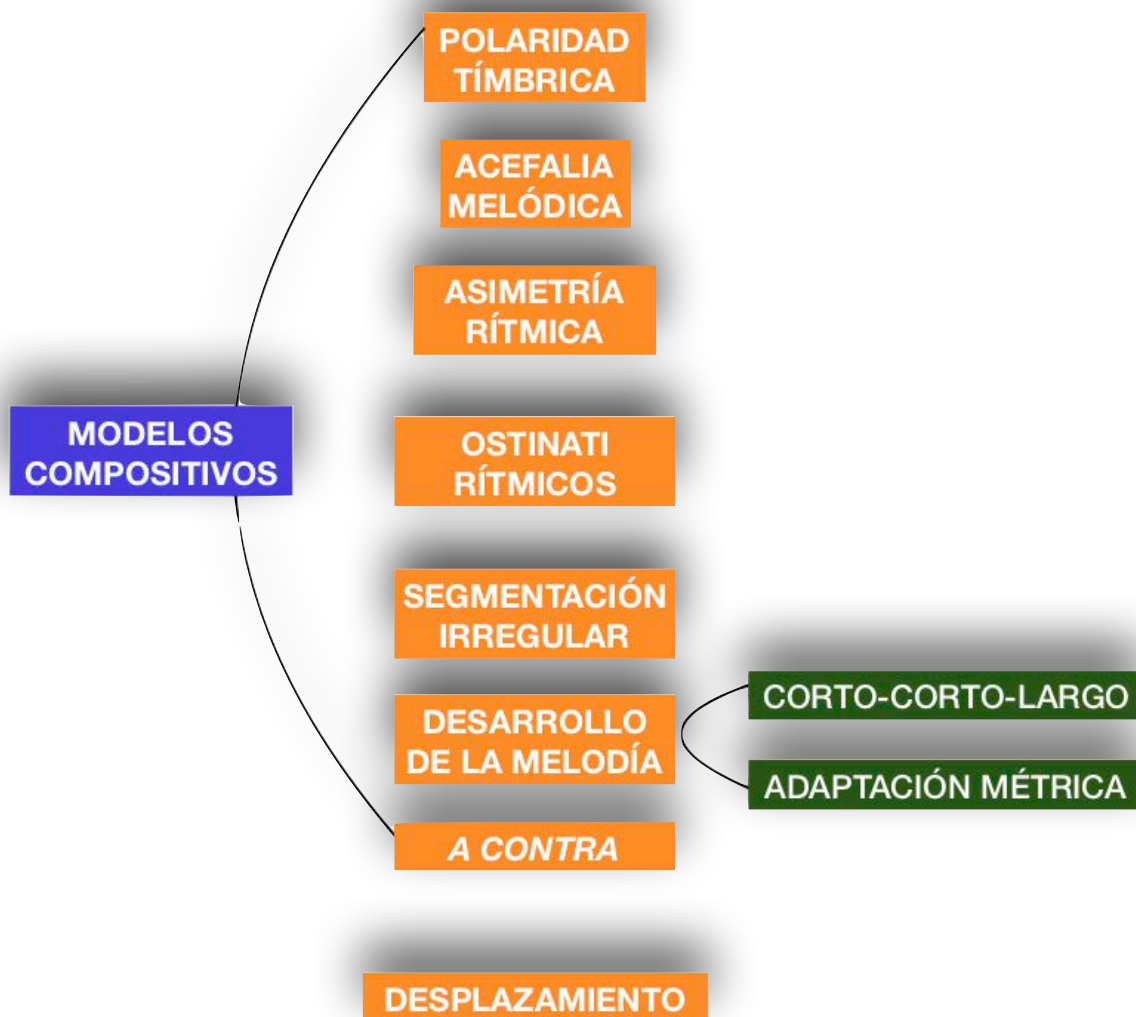 POLARIDAD
TÍMBRICA
ACEFALIA
MELÓDICA
ASIMETRÍA
RÍTMICA
MODELOS
COMPOSITIVOS
OSTINATI
RÍTMICOS
SEGMENTACIÓN
IRREGULAR
DESARROLLO
DE LA MELODÍA
CORTO-CORTO-LARGO
ADAPTACIÓN MÉTRICA
A CONTRA
DESPLAZAMIENTO